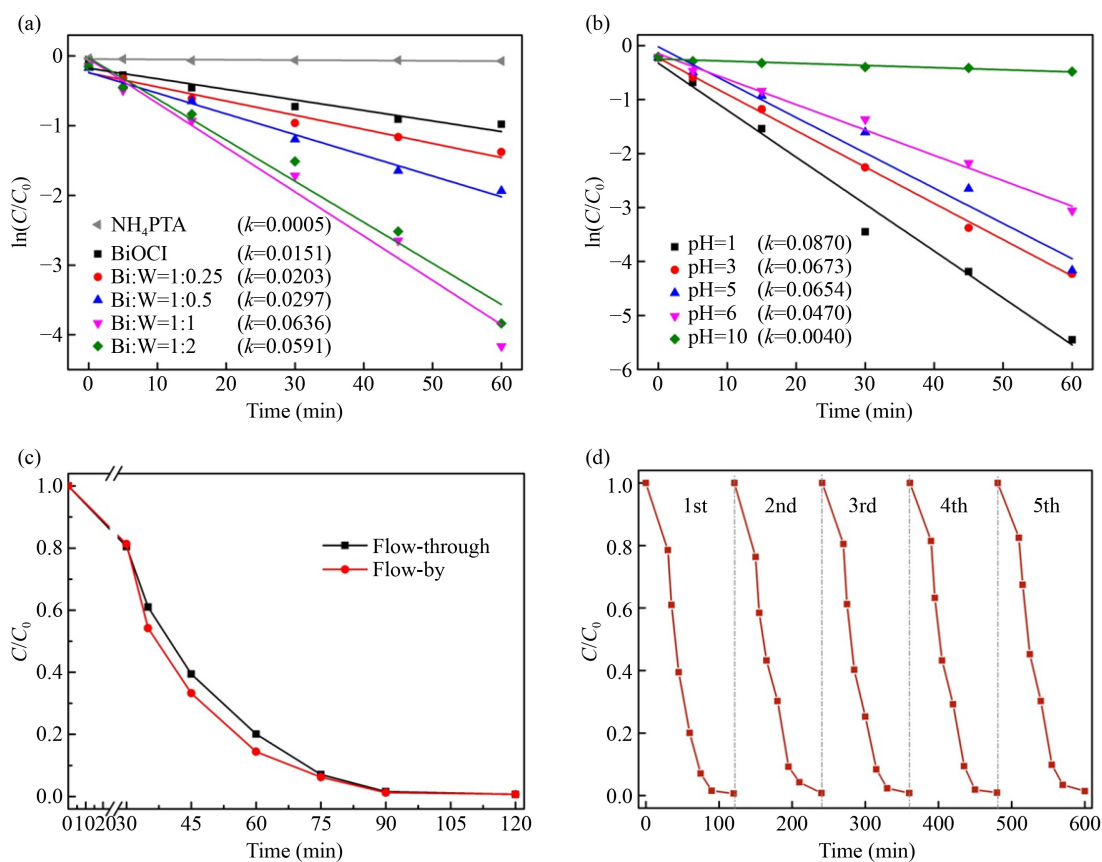 (a)
0
−1
−2
−3
−4
ln(C/C₀)
NH₄PTA (k=0.0005)
BiOCI (k=0.0151)
Bi:W=1:0.25 (k=0.0203)
Bi:W=1:0.5 (k=0.0297)
Bi:W=1:1 (k=0.0636)
Bi:W=1:2 (k=0.0591)
0 10 20 30 40 50 60
Time (min)
(b)
0
−1
−2
−3
−4
−5
−6
ln(C/C₀)
pH=1 (k=0.0870)
pH=3 (k=0.0673)
pH=5 (k=0.0654)
pH=6 (k=0.0470)
pH=10 (k=0.0040)
0 10 20 30 40 50 60
Time (min)
(c)
1.0
0.8
0.6
0.4
0.2
0.0
C/C₀
Flow-through
Flow-by
0 10 20 30 45 60 75 90 105 120
Time (min)
(d)
1.0
0.8
0.6
0.4
0.2
0.0
C/C₀
1st 2nd 3rd 4th 5th
0 100 200 300 400 500 600
Time (min)